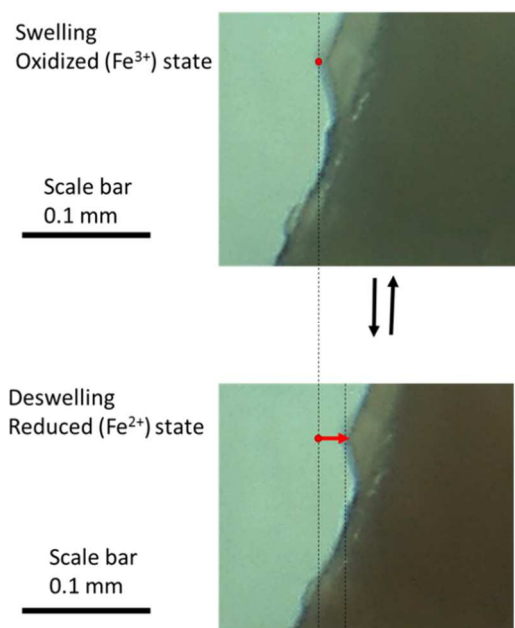 Swelling
Oxidized (Fe³⁺) state
Scale bar
0.1 mm
Deswelling
Reduced (Fe²⁺) state
Scale bar
0.1 mm